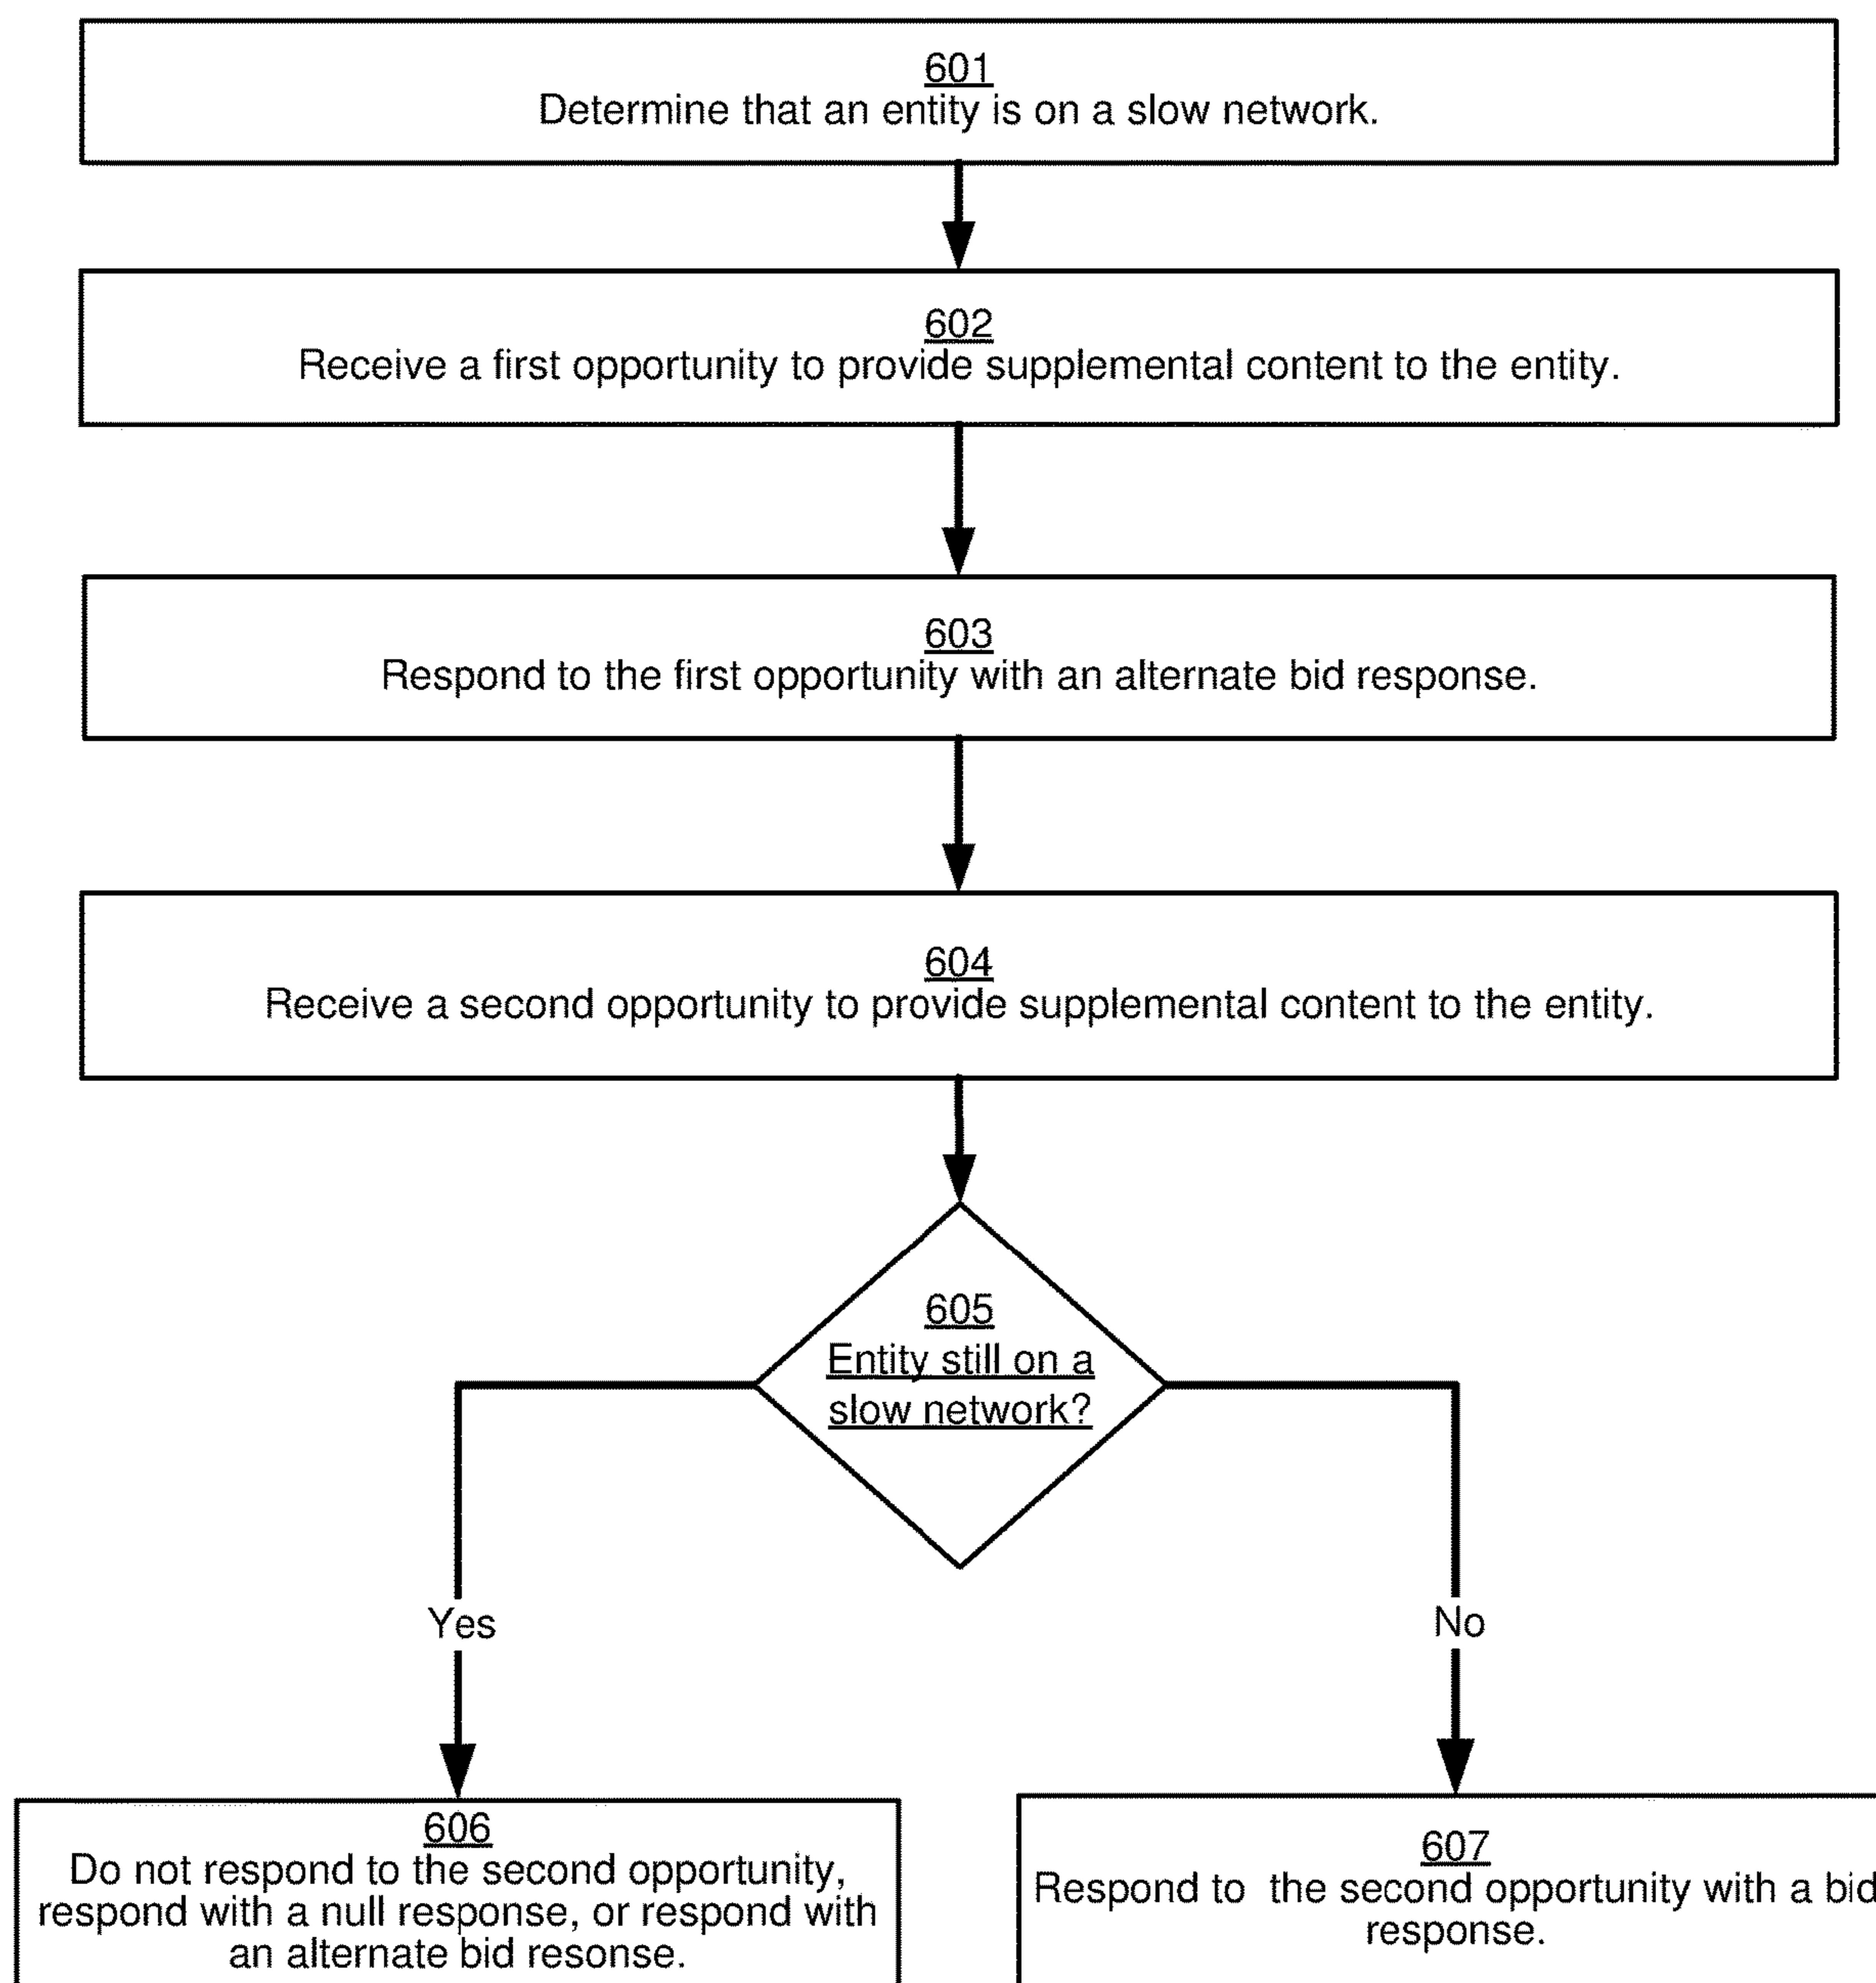 601
Determine that an entity is on a slow network.
602
Receive a first opportunity to provide supplemental content to the entity.
603
Respond to the first opportunity with an alternate bid response.
604
Receive a second opportunity to provide supplemental content to the entity.
605
Entity still on a
slow network?
Yes
No
606
Do not respond to the second opportunity,
respond with a null response, or respond with
an alternate bid resonse.
607
Respond to the second opportunity with a bid
response.